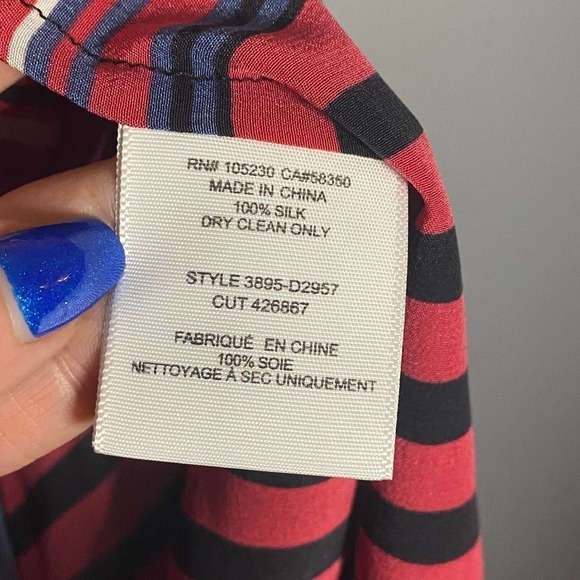 RN# 105230 CA#58360
MADE IN CHINA
100% SILK
DRY CLEAN ONLY
STYLE 3895-D2957
CUT 426867
FABRIQUÉ EN CHINE
100% SOIE
NETTOYAGE À SEC UNIQUEMENT